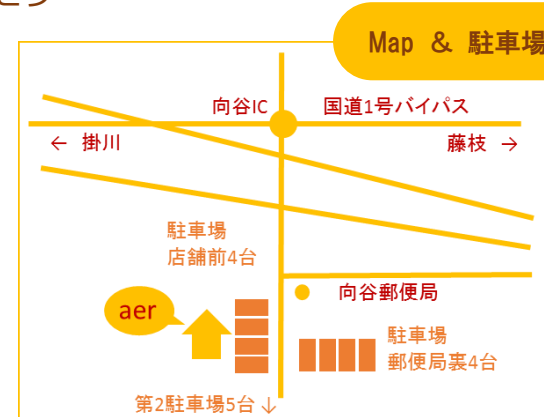 Map & 駐車場
向谷IC
国道1号バイパス
← 掛川
藤枝 →
駐車場
店舗前4台
向谷郵便局
aer
駐車場
郵便局裏4台
第2駐車場5台↓